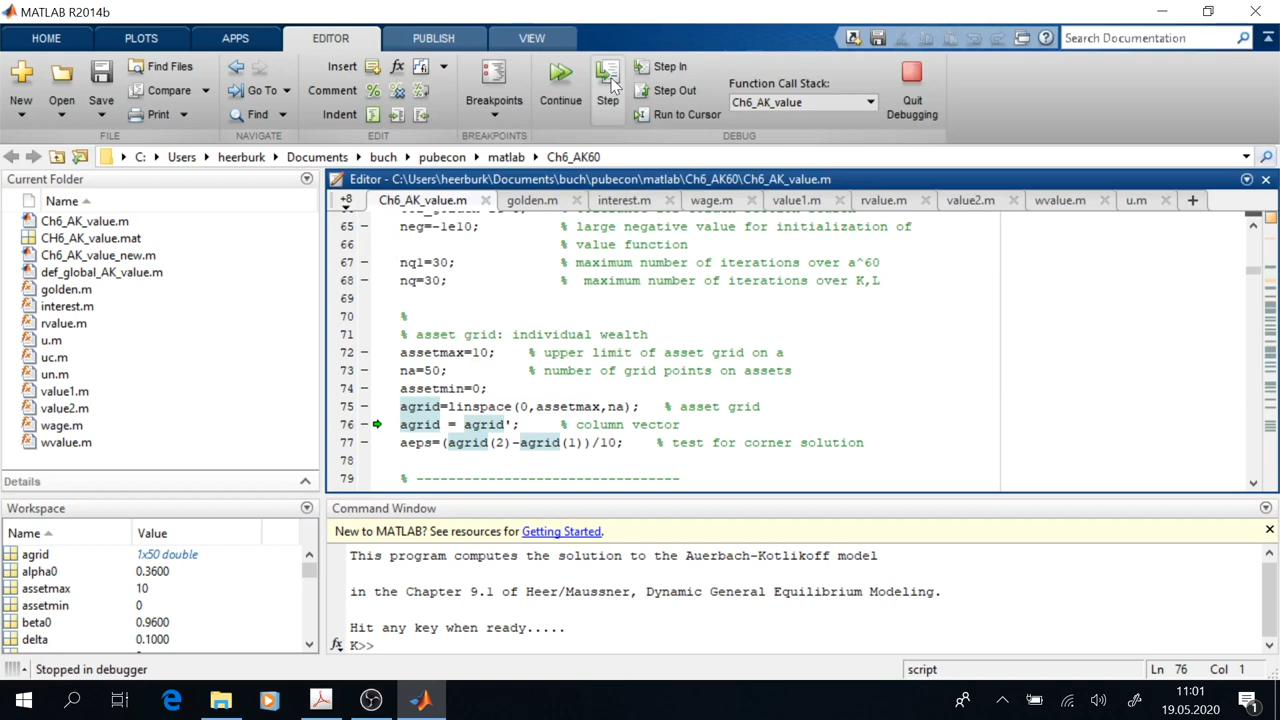 MATLAB R2014b
HOME PLOTS APPS EDITOR PUBLISH VIEW Search Documentation
New Open Save Find Files Compare Print Go To Find Insert Comment Indent fx Breakpoints Continue Step Step In Step Out Run to Cursor Function Call Stack: Ch6_AK_value Quit Debugging
FILE NAVIGATE EDIT BREAKPOINTS DEBUG
C: Users heerburk Documents buch pubecon matlab Ch6_AK60
Current Folder
Name
Ch6_AK_value.m
CH6_AK_value.mat
Ch6_AK_value_new.m
def_global_AK_value.m
golden.m
interest.m
rvalue.m
u.m
uc.m
un.m
value1.m
value2.m
wage.m
wvalue.m
Details
Workspace
Name Value
agrid 1x50 double
alpha0 0.3600
assetmax 10
assetmin 0
beta0 0.9600
delta 0.1000
Editor - C:\Users\heerburk\Documents\buch\pubecon\matlab\Ch6_AK60\Ch6_AK_value.m
+8 Ch6_AK_value.m golden.m interest.m wage.m value1.m rvalue.m value2.m wvalue.m u.m
65 neg=-1e10; % large negative value for initialization of
66 % value function
67 nq1=30; % maximum number of iterations over a^60
68 nq=30; % maximum number of iterations over K,L
69
70 %
71 % asset grid: individual wealth
72 assetmax=10; % upper limit of asset grid on a
73 na=50; % number of grid points on assets
74 assetmin=0;
75 agrid=linspace(0,assetmax,na); % asset grid
76 agrid = agrid'; % column vector
77 aeps=(agrid(2)-agrid(1))/10; % test for corner solution
78
79 % ---------------------------------
Command Window
New to MATLAB? See resources for Getting Started.
This program computes the solution to the Auerbach-Kotlikoff model
in the Chapter 9.1 of Heer/Maussner, Dynamic General Equilibrium Modeling.
Hit any key when ready.....
fx K>>
Stopped in debugger script Ln 76 Col 1
11:01
19.05.2020
1